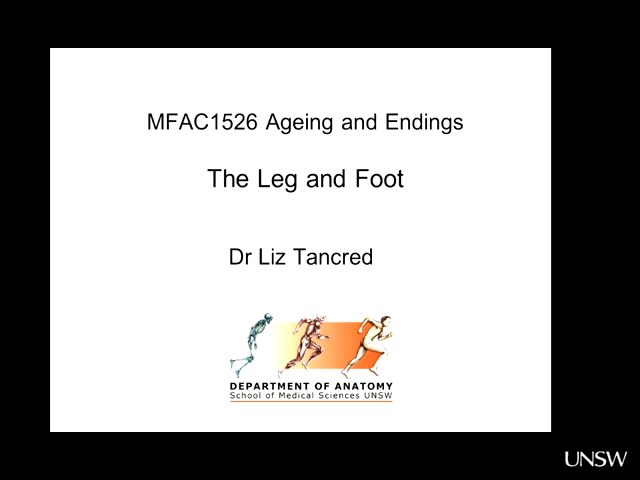 MFAC1526 Ageing and Endings
The Leg and Foot
Dr Liz Tancred
DEPARTMENT OF ANATOMY
School of Medical Sciences UNSW
UNSW